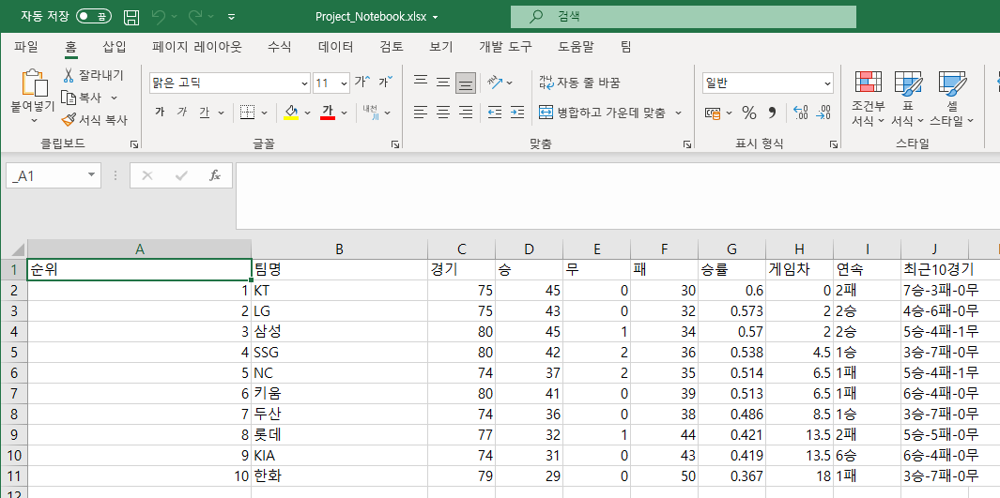 자동 저장 끔 Project_Notebook.xlsx 검색
파일 홈 삽입 페이지 레이아웃 수식 데이터 검토 보기 개발 도구 도움말 팀
붙여넣기 잘라내기 복사 서식 복사 클립보드
맑은 고딕 11 가 가
가 가 가 가 내천 글꼴
가나다 자동 줄 바꿈
병합하고 가운데 맞춤 맞춤
일반 % 표시 형식
조건부 서식 표 서식 셀 스타일 스타일
_A1 fx
A B C D E F G H I J
1 순위 팀명 경기 승 무 패 승률 게임차 연속 최근10경기
2 1 KT 75 45 0 30 0.6 0 2패 7승-3패-0무
3 2 LG 75 43 0 32 0.573 2 2승 4승-6패-0무
4 3 삼성 80 45 1 34 0.57 2 2승 5승-4패-1무
5 4 SSG 80 42 2 36 0.538 4.5 1승 3승-7패-0무
6 5 NC 74 37 2 35 0.514 6.5 1패 5승-4패-1무
7 6 키움 80 41 0 39 0.513 6.5 1패 6승-4패-0무
8 7 두산 74 36 0 38 0.486 8.5 1승 3승-7패-0무
9 8 롯데 77 32 1 44 0.421 13.5 2패 5승-5패-0무
10 9 KIA 74 31 0 43 0.419 13.5 6승 6승-4패-0무
11 10 한화 79 29 0 50 0.367 18 1패 3승-7패-0무
12